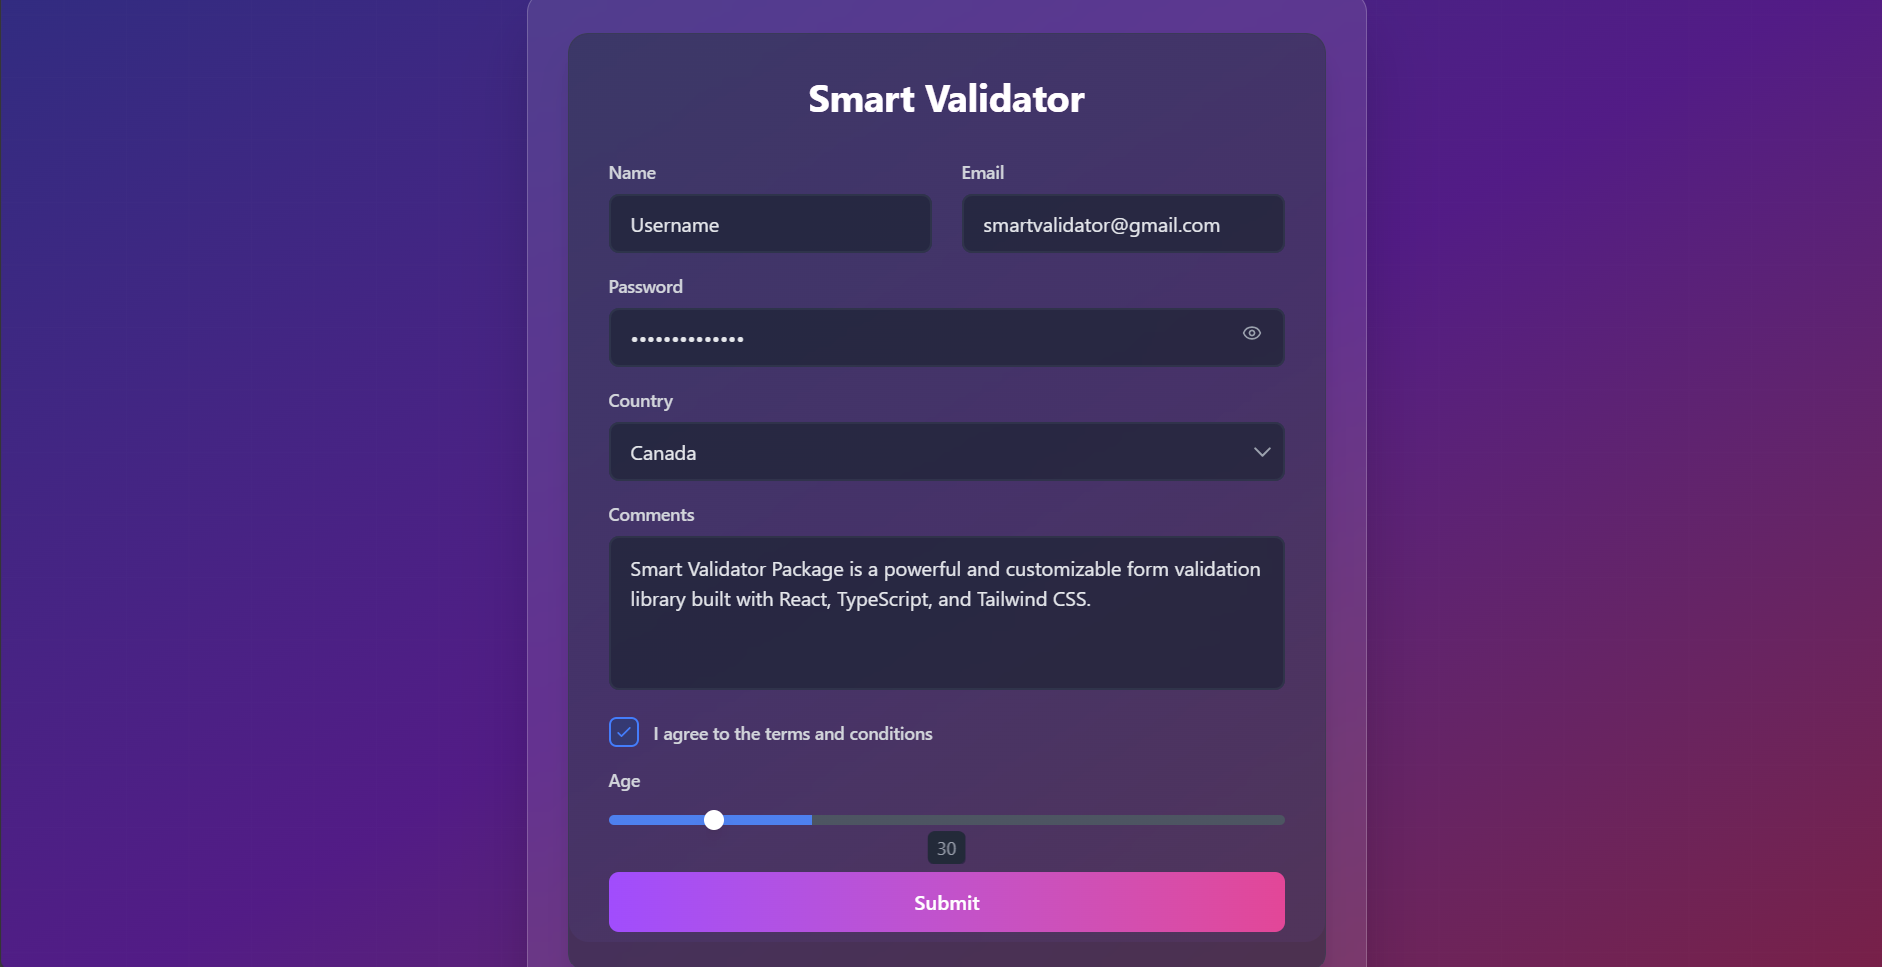 Smart Validator
Name
Email
Username
smartvalidator@gmail.com
Password
••••••••••••••
Country
Canada
Comments
Smart Validator Package is a powerful and customizable form validation
library built with React, TypeScript, and Tailwind CSS.
I agree to the terms and conditions
Age
30
Submit